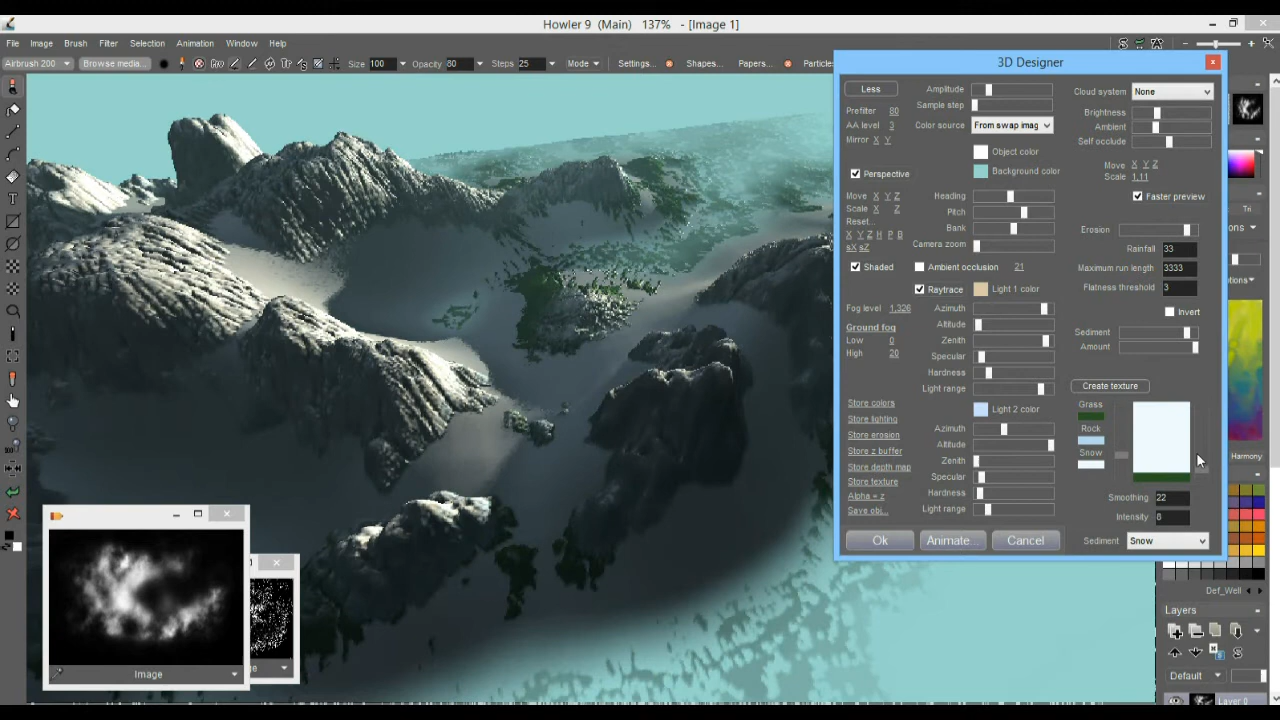 Howler 9 (Main) 137% - [Image 1]
File Image Brush Filter Selection Animation Window Help
Airbrush 200 Browse media... Size 100 Opacity 80 Steps 25 Mode Settings... Shapes... Papers... Particles
3D Designer
Less
Prefilter 80
AA level 3
Mirror X Y
Perspective
Move X Y Z
Scale X Z
Reset...
X Y Z H P B
sX sZ
Shaded
Fog level 1,326
Ground fog
Low 0
High 20
Store colors
Store lighting
Store erosion
Store z buffer
Store depth map
Store texture
Alpha = z
Save obj...
Amplitude
Sample step
Color source From swap imag
Object color
Background color
Heading
Pitch
Bank
Camera zoom
Ambient occlusion 21
Raytrace Light 1 color
Azimuth
Altitude
Zenith
Specular
Hardness
Light range
Light 2 color
Azimuth
Altitude
Zenith
Specular
Hardness
Light range
Ok Animate... Cancel
Cloud system None
Brightness
Ambient
Self occlude
Move X Y Z
Scale 1,11
Faster preview
Erosion
Rainfall 33
Maximum run length 3333
Flatness threshold 3
Invert
Sediment
Amount
Create texture
Grass
Rock
Snow
Smoothing 22
Intensity 8
Sediment Snow
Harmony
Def_Well
Layers
Default
Layer 0
Image